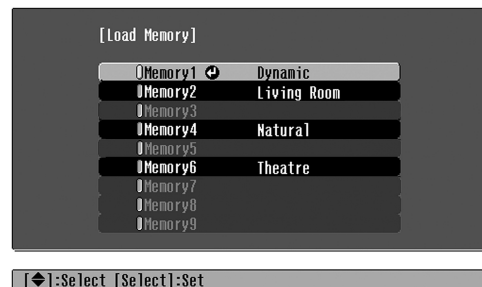 [Load Memory]
Memory1 Dynamic
Memory2 Living Room
Memory3
Memory4 Natural
Memory5
Memory6 Theatre
Memory7
Memory8
Memory9
[◆]:Select [Select]:Set